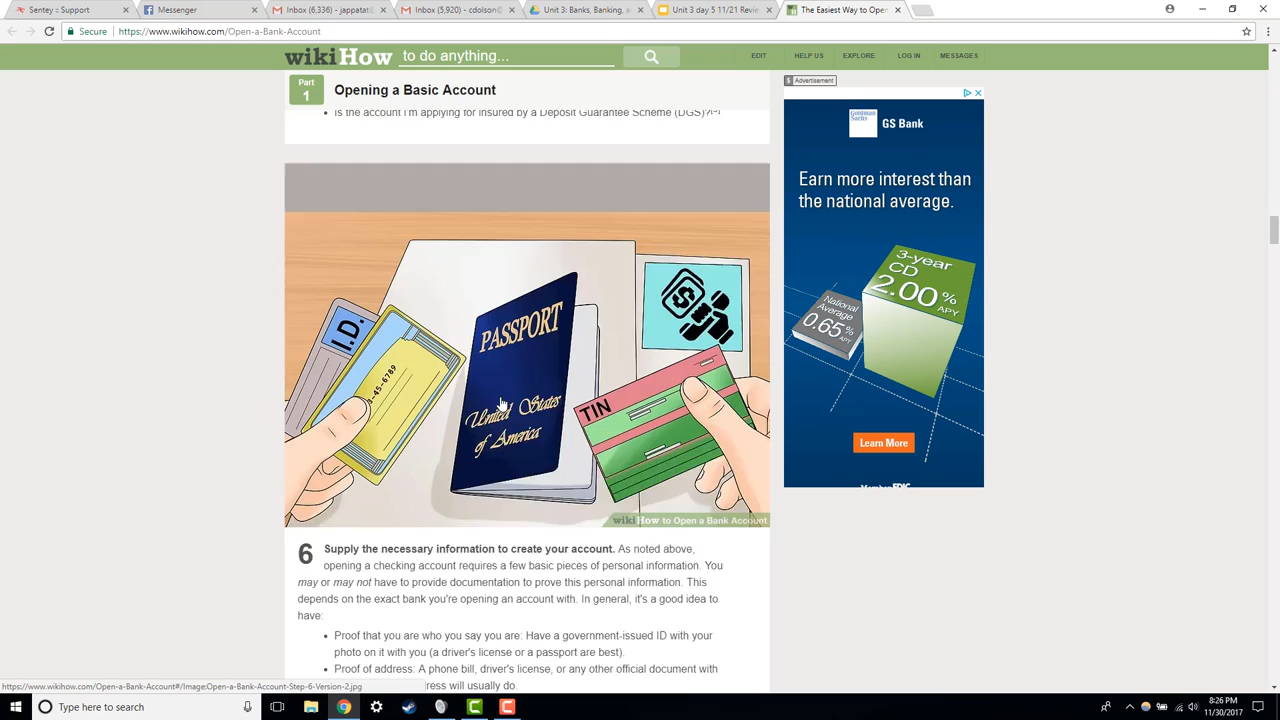 Sentey :: Support
Messenger
Inbox (6,336) - jappatat@
Inbox (5,920) - cdolson@
Unit 3: Banks, Banking, a
Unit 3 day 5 11/21 Revie
The Easiest Way to Open
Secure
https://www.wikihow.com/Open-a-Bank-Account
wikiHow to do anything...
EDIT
HELP US
EXPLORE
LOG IN
MESSAGES
Part
1
Opening a Basic Account
• Is the account I'm applying for insured by a Deposit Guarantee Scheme (DGS)?
Advertisement
Goldman
Sachs
GS Bank
Earn more interest than
the national average.
3-year
CD
2.00 %
APY
National
Average
0.65 %
APY
Learn More
Member FDIC
I.D.
3-45-6789
PASSPORT
United States
of America
TIN
wikiHow to Open a Bank Account
6 Supply the necessary information to create your account. As noted above,
opening a checking account requires a few basic pieces of personal information. You
may or may not have to provide documentation to prove this personal information. This
depends on the exact bank you're opening an account with. In general, it's a good idea to
have:
• Proof that you are who you say you are: Have a government-issued ID with your
photo on it with you (a driver's license or a passport are best).
• Proof of address: A phone bill, driver's license, or any other official document with
ress will usually do.
https://www.wikihow.com/Open-a-Bank-Account#/Image:Open-a-Bank-Account-Step-6-Version-2.jpg
Type here to search
8:26 PM
11/30/2017